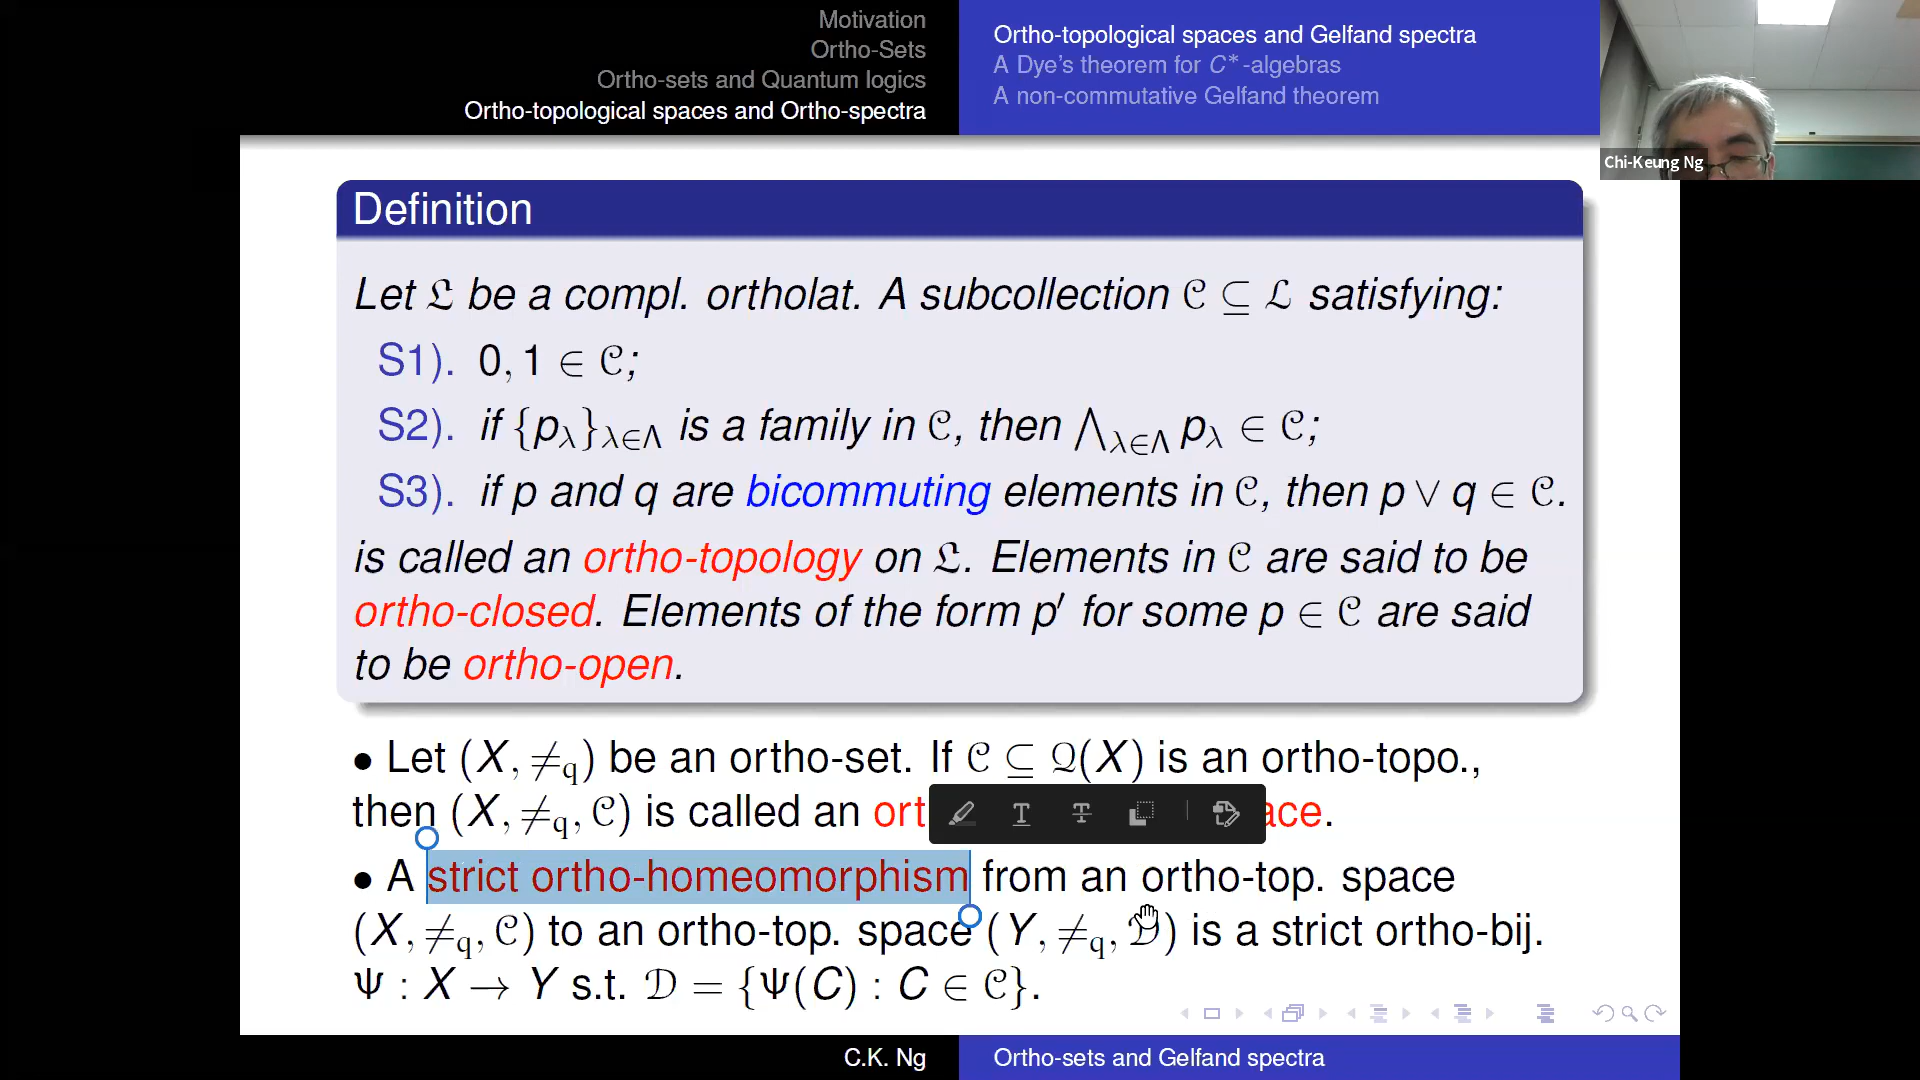 Motivation
Ortho-Sets
Ortho-sets and Quantum logics
Ortho-topological spaces and Ortho-spectra
Ortho-topological spaces and Gelfand spectra
A Dye's theorem for C*-algebras
A non-commutative Gelfand theorem
Chi-Keung Ng
Definition
Let 𝔏 be a compl. ortholat. A subcollection 𝒞 ⊆ ℒ satisfying:
S1). 0, 1 ∈ 𝒞;
S2). if {p_λ}_{λ∈Λ} is a family in 𝒞, then ⋀_{λ∈Λ} p_λ ∈ 𝒞;
S3). if p and q are bicommuting elements in 𝒞, then p ∨ q ∈ 𝒞.
is called an ortho-topology on 𝔏. Elements in 𝒞 are said to be
ortho-closed. Elements of the form p′ for some p ∈ 𝒞 are said
to be ortho-open.
• Let (X, ≠_q) be an ortho-set. If 𝒞 ⊆ 𝒬(X) is an ortho-topo.,
then (X, ≠_q, 𝒞) is called an ort ace.
• A strict ortho-homeomorphism from an ortho-top. space
(X, ≠_q, 𝒞) to an ortho-top. space (Y, ≠_q, 𝒟) is a strict ortho-bij.
Ψ : X → Y s.t. 𝒟 = {Ψ(C) : C ∈ 𝒞}.
C.K. Ng
Ortho-sets and Gelfand spectra